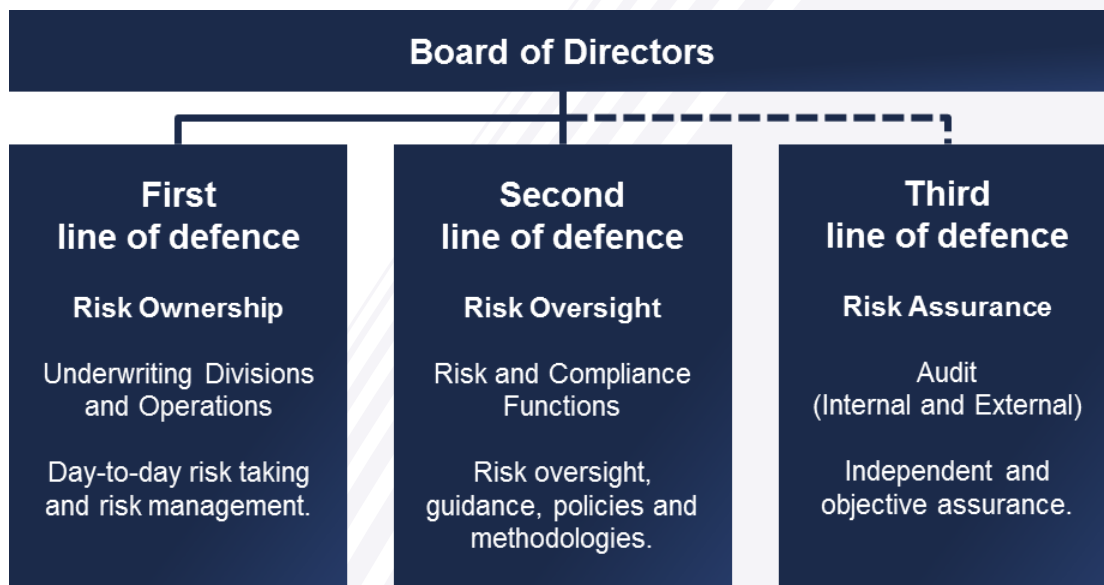 Board of Directors
First
line of defence
Risk Ownership
Underwriting Divisions
and Operations
Day-to-day risk taking
and risk management.
Second
line of defence
Risk Oversight
Risk and Compliance
Functions
Risk oversight,
guidance, policies and
methodologies.
Third
line of defence
Risk Assurance
Audit
(Internal and External)
Independent and
objective assurance.